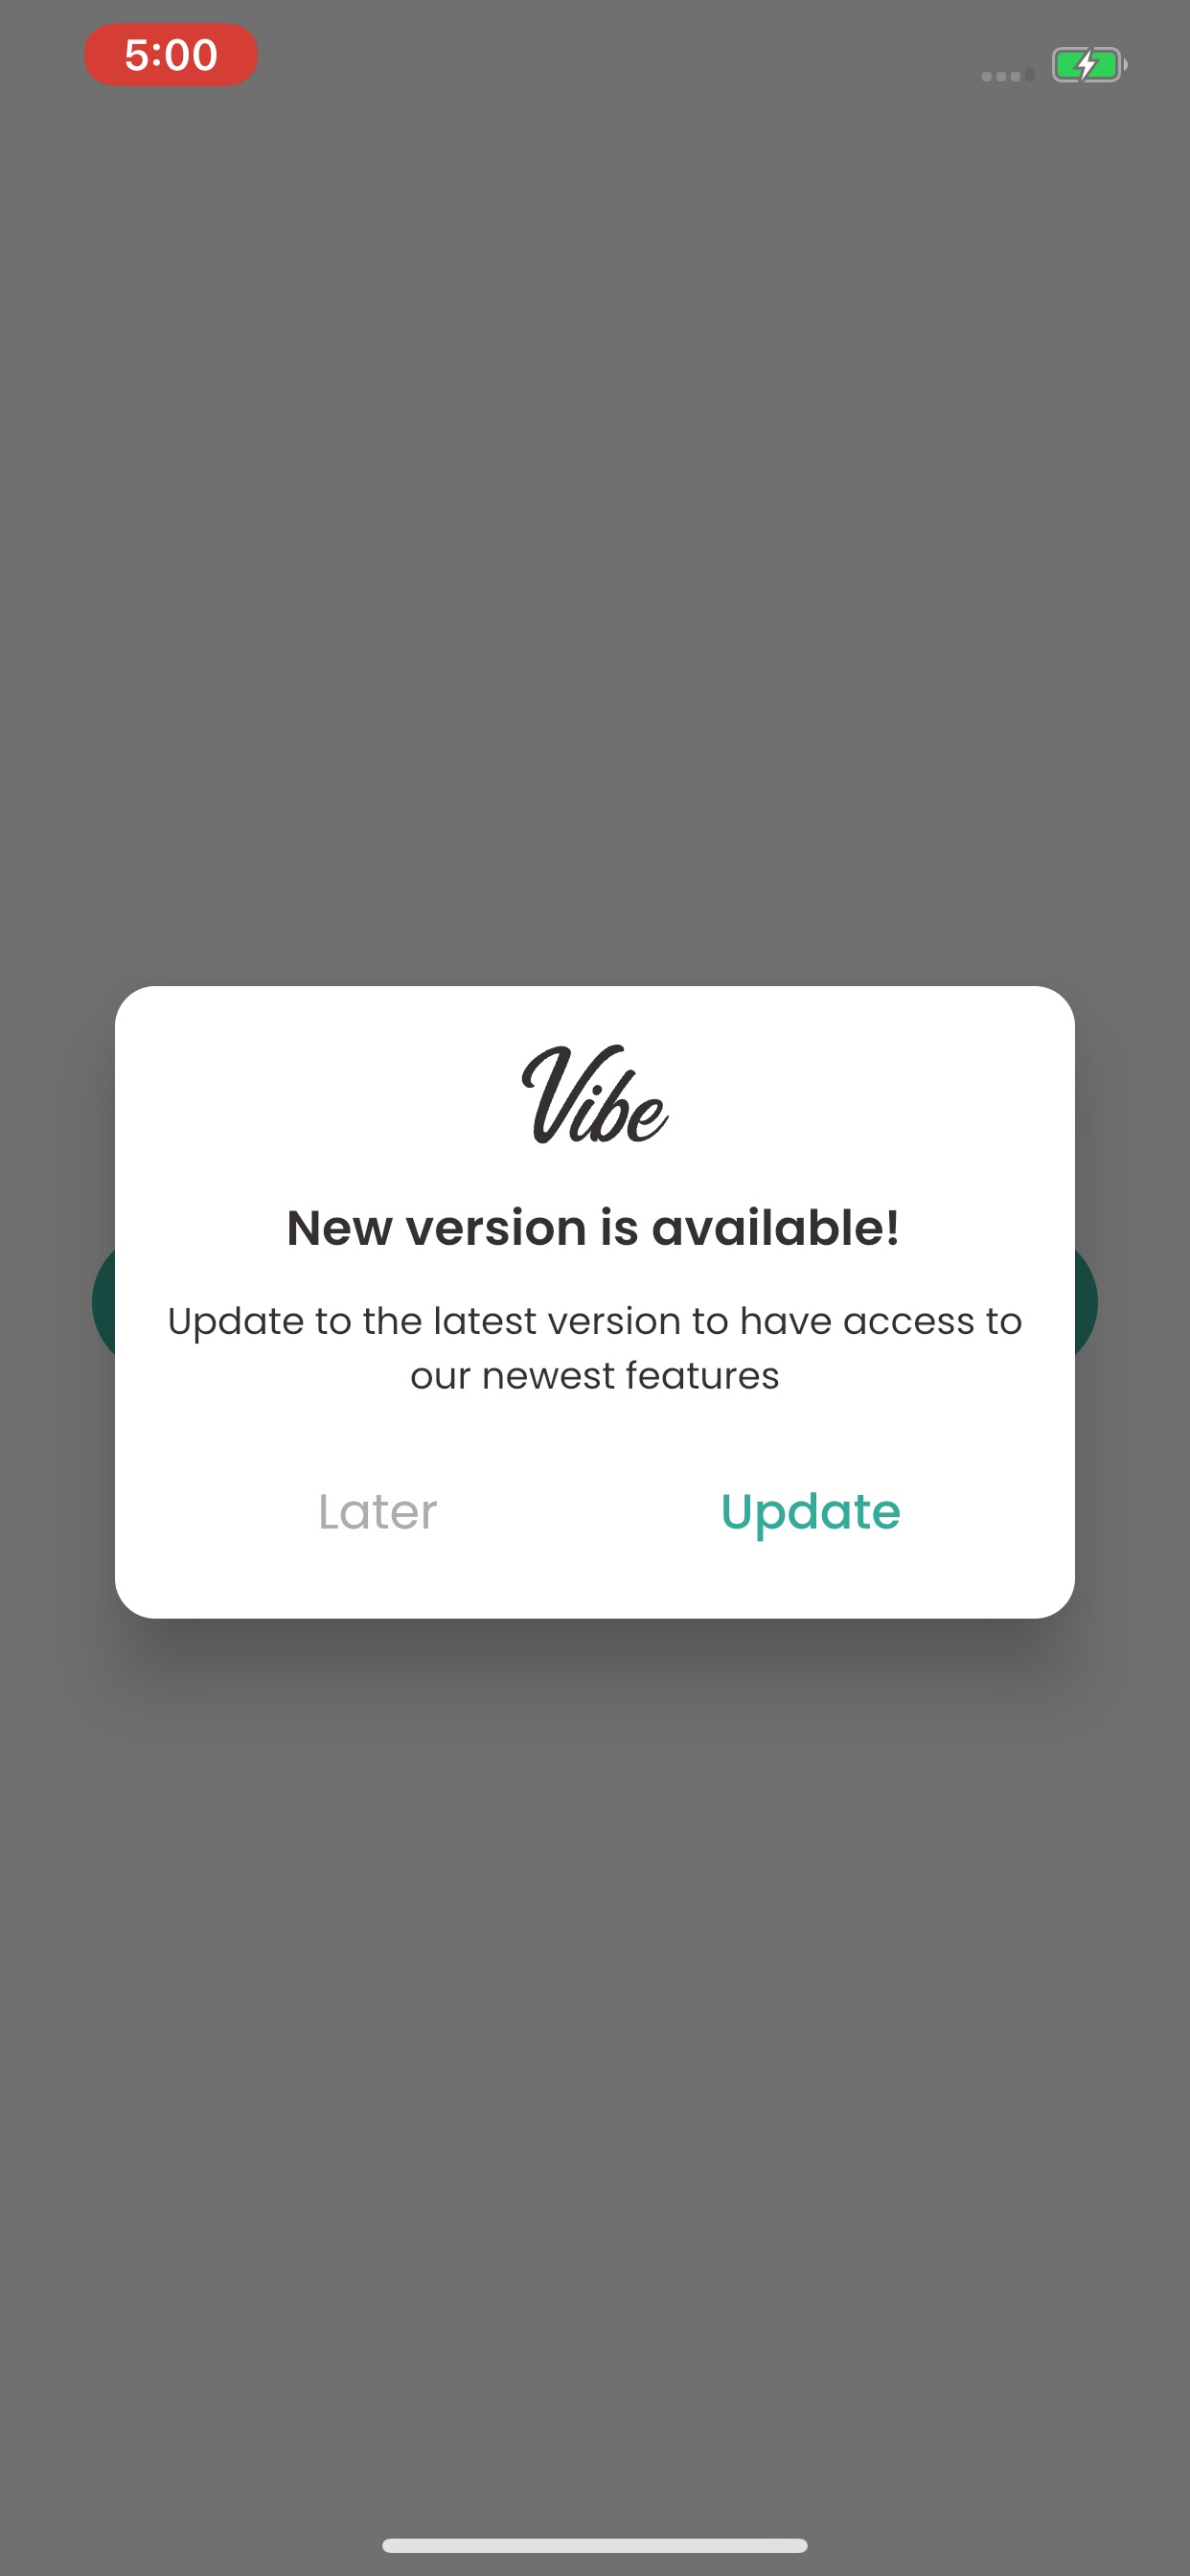 5:00
Vibe
New version is available!
Update to the latest version to have access to
our newest features
Later
Update